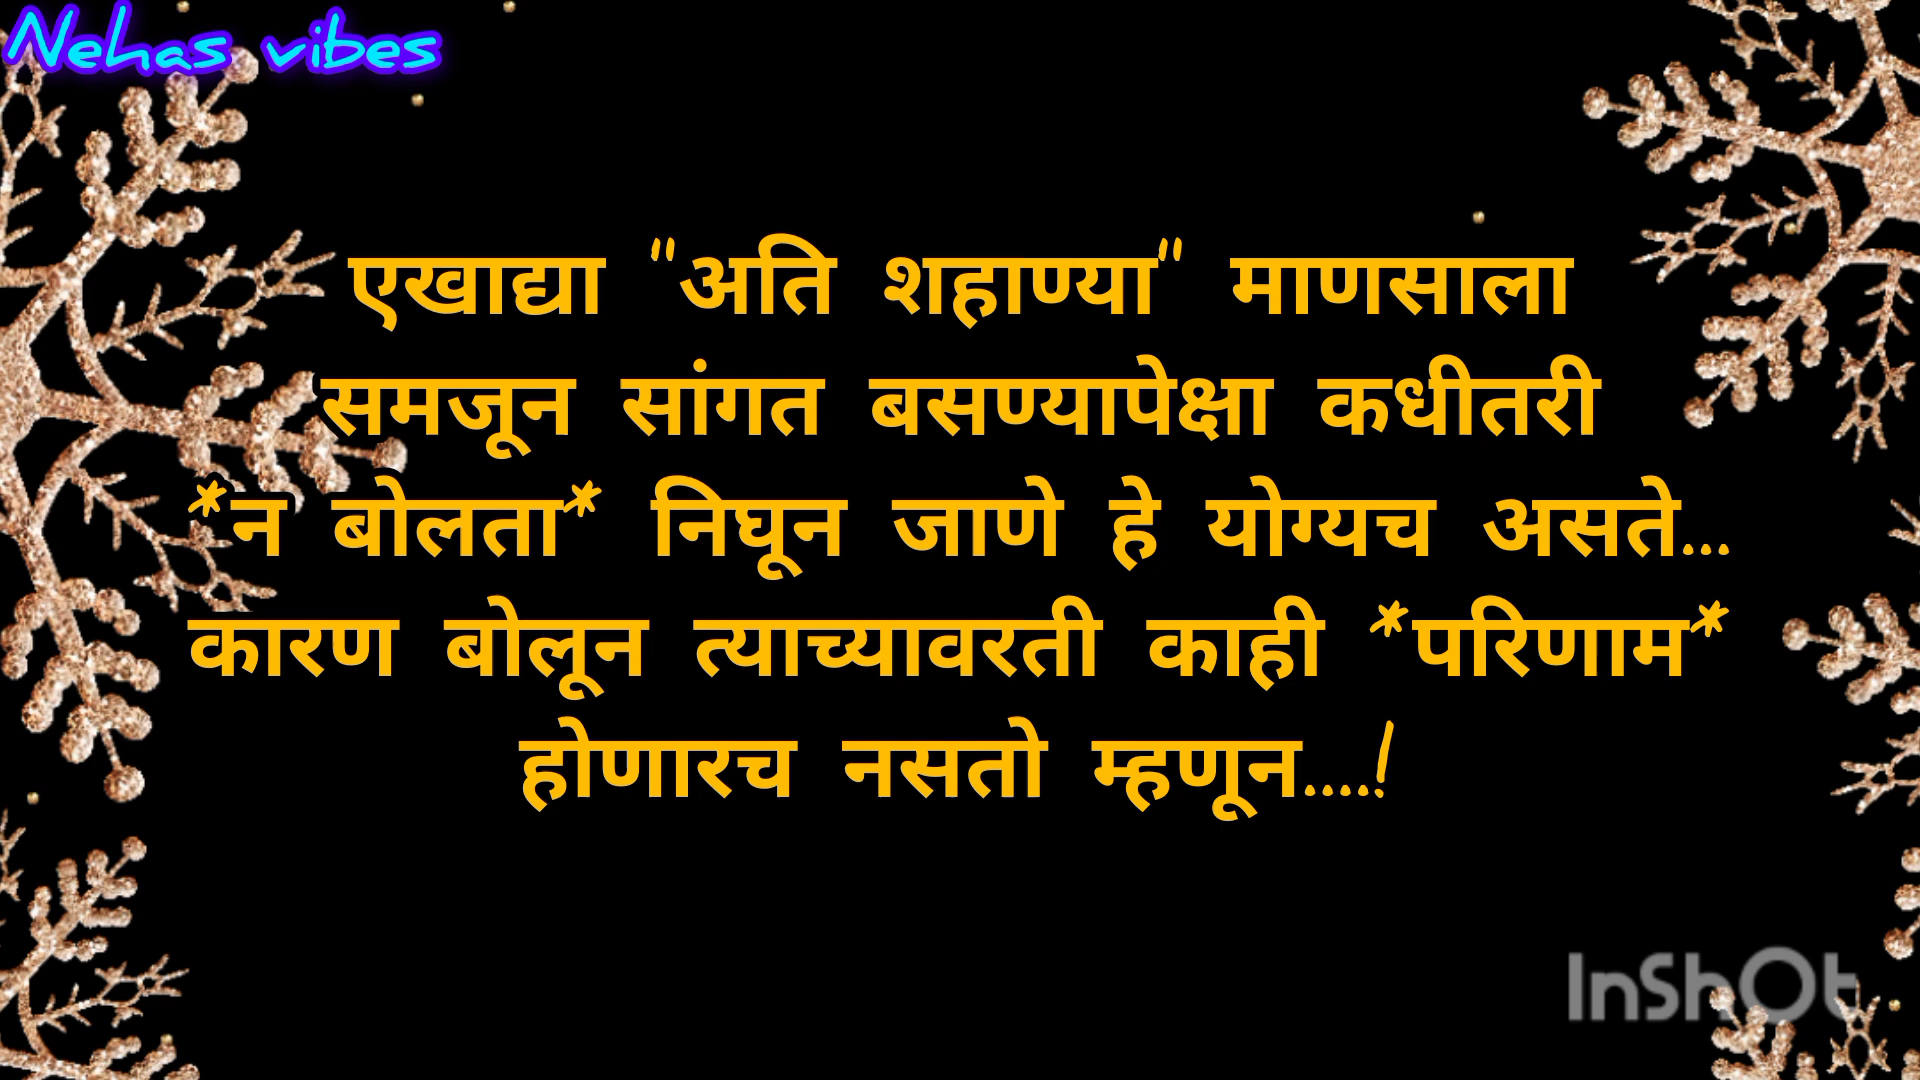 Nehas vibes
एखाद्या "अति शहाण्या" माणसाला
समजून सांगत बसण्यापेक्षा कधीतरी
*न बोलता* निघून जाणे हे योग्यच असते...
कारण बोलून त्याच्यावरती काही *परिणाम*
होणारच नसतो म्हणून....!
InShOt